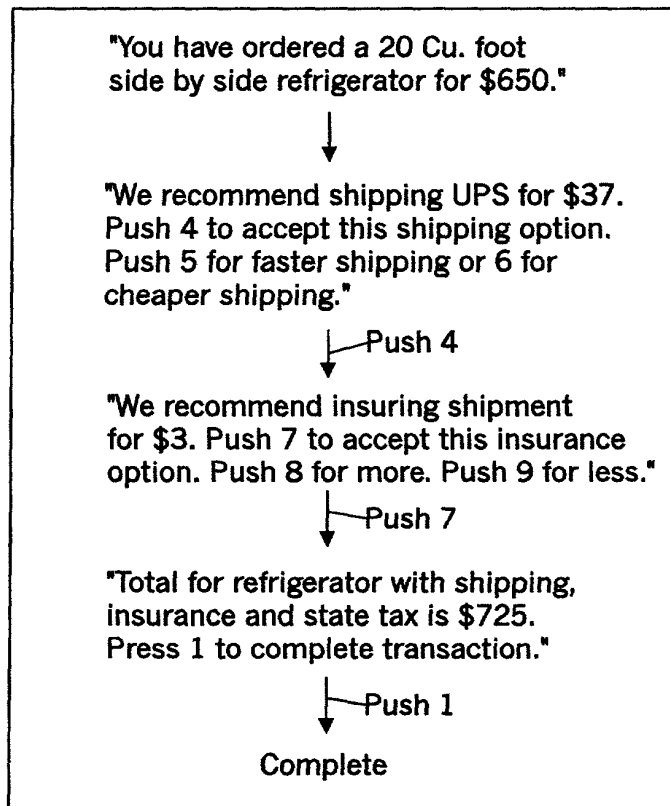 "You have ordered a 20 Cu. foot
side by side refrigerator for $650."
"We recommend shipping UPS for $37.
Push 4 to accept this shipping option.
Push 5 for faster shipping or 6 for
cheaper shipping."
Push 4
"We recommend insuring shipment
for $3. Push 7 to accept this insurance
option. Push 8 for more. Push 9 for less."
Push 7
"Total for refrigerator with shipping,
insurance and state tax is $725.
Press 1 to complete transaction."
Push 1
Complete